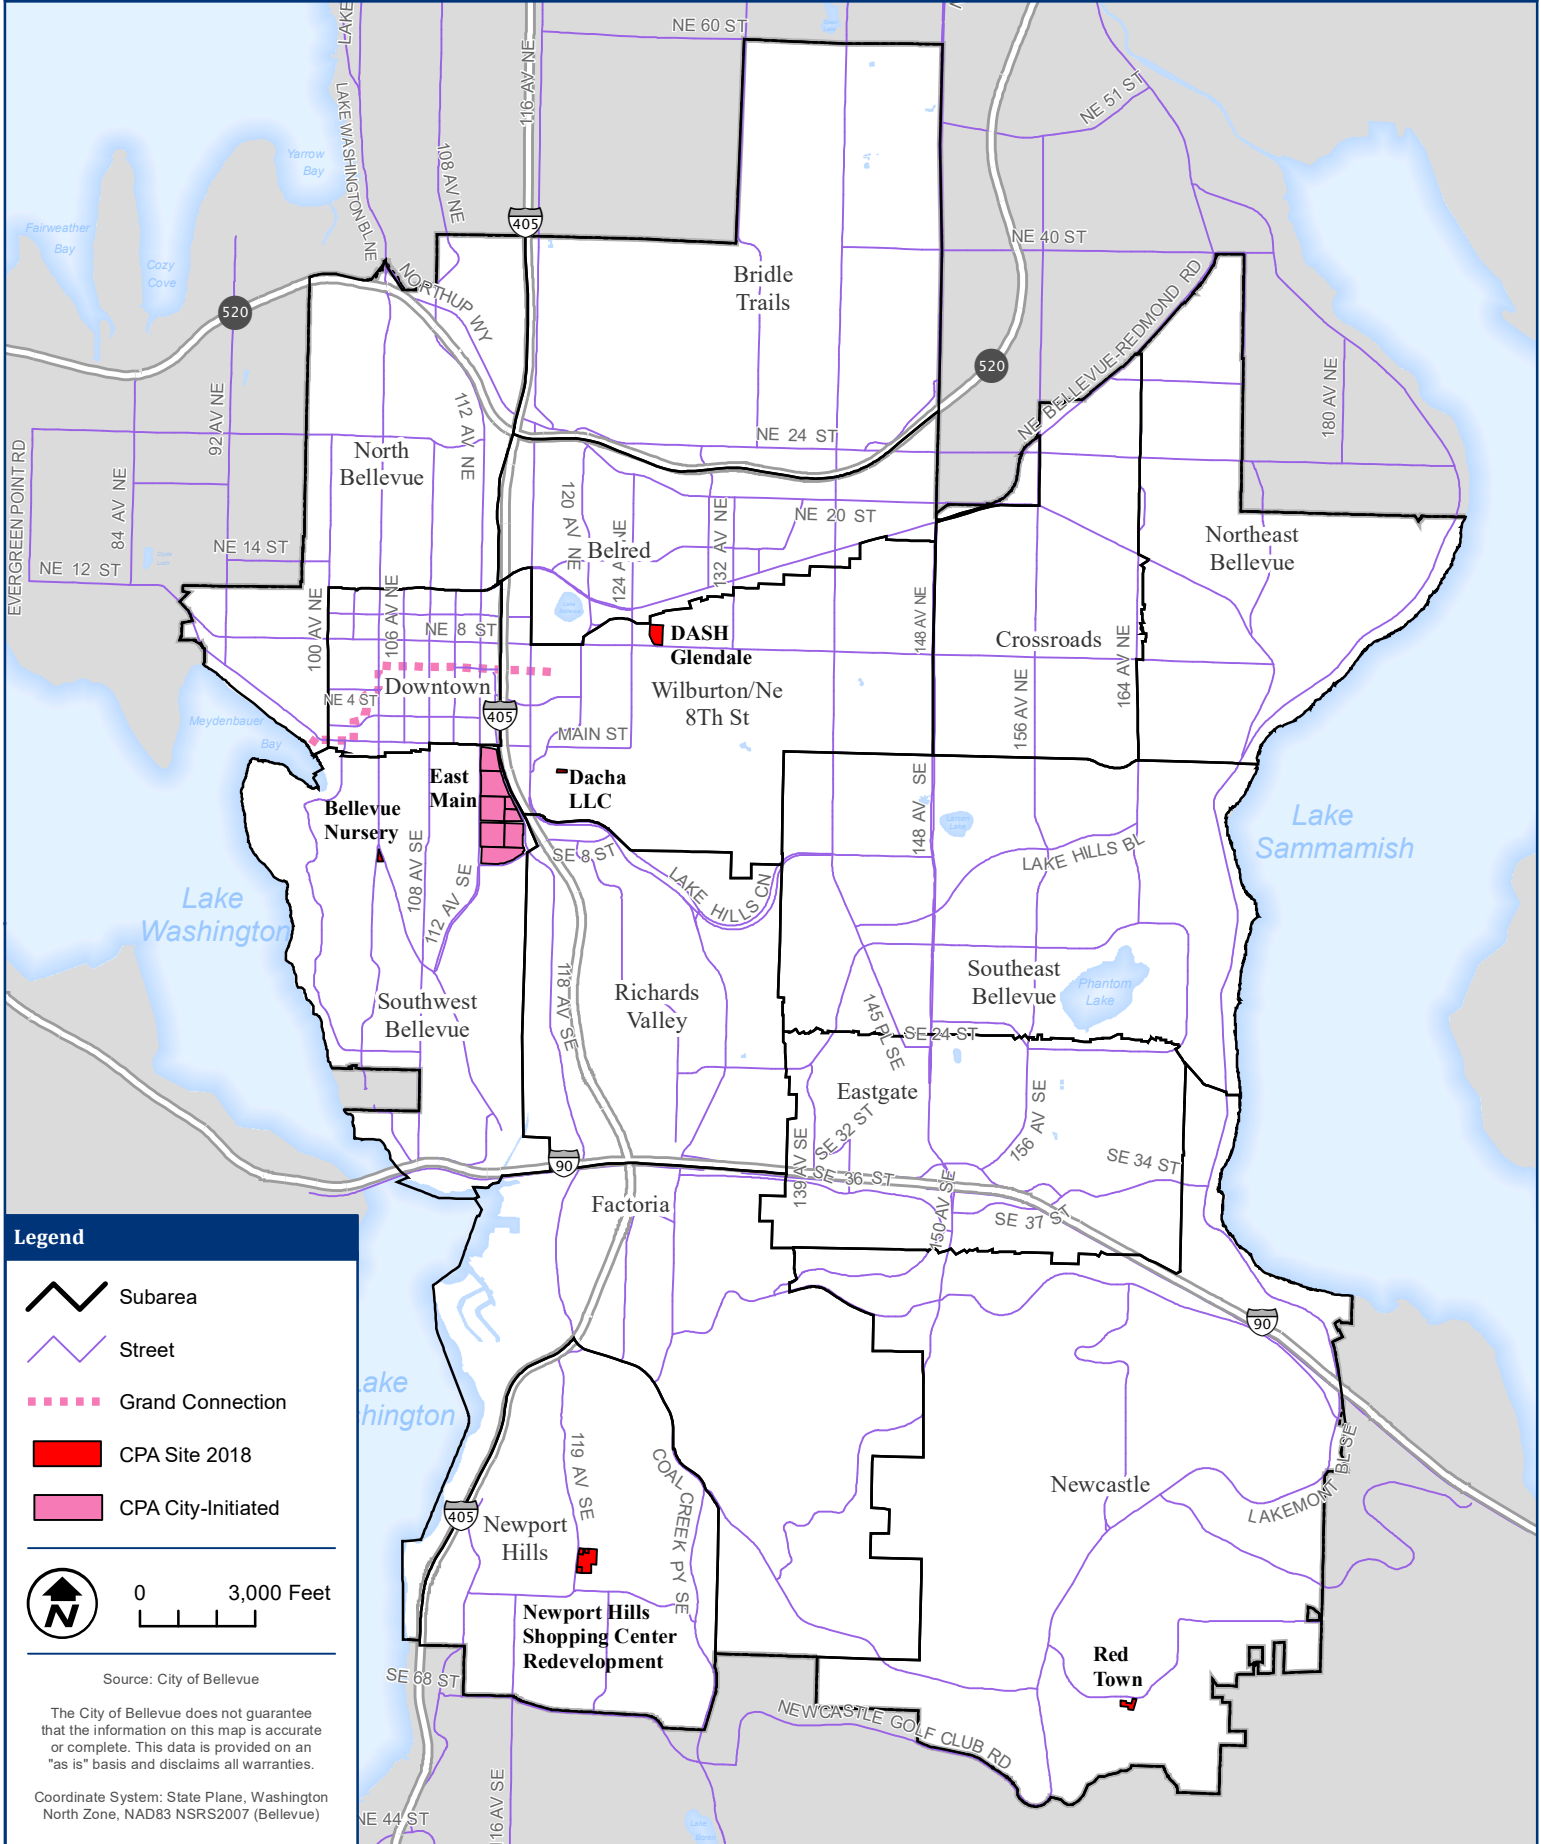 NE 60 ST
LAKE
116 AV NE
LAKE WASHINGTON BL NE
108 AV NE
NE 51 ST
Yarrow
Bay
405
Fairweather
Bay
Cozy
Cove
NE 40 ST
Bridle
Trails
NORTHUP WY
520
520
NE BELLEVUE-REDMOND RD
92 AV NE
112 AV NE
180 AV NE
NE 24 ST
North
Bellevue
EVERGREEN POINT RD
84 AV NE
120 AV NE
124 A NE
132 AV NE
NE 20 ST
Belred
Northeast
Bellevue
NE 14 ST
NE 12 ST
100 AV NE
106 AV NE
NE 8 ST
148 AV NE
DASH
Glendale
Crossroads
164 AV NE
156 AV NE
Downtown
NE 4 ST
Wilburton/Ne
8Th St
405
Meydenbauer
Bay
MAIN ST
East
Main
Dacha
LLC
Bellevue
Nursery
148 AV SE
Larsen
Lake
Lake
Sammamish
108 AV SE
112 AV SE
SE 8 ST
LAKE HILLS CN
LAKE HILLS BL
Lake
Washington
118 AV SE
Richards
Valley
Southeast
Bellevue
Phantom
Lake
Southwest
Bellevue
145 PL SE
SE 24 ST
Eastgate
SE 32 ST
156 AV SE
139 AV SE
SE 34 ST
90
SE 36 ST
150 AV SE
SE 37 ST
Factoria
90
Legend
Subarea
Street
Grand Connection
CPA Site 2018
CPA City-Initiated
0
3,000 Feet
N
Source: City of Bellevue
The City of Bellevue does not guarantee
that the information on this map is accurate
or complete. This data is provided on an
"as is" basis and disclaims all warranties.
Coordinate System: State Plane, Washington
North Zone, NAD83 NSRS2007 (Bellevue)
ake
hington
119 AV SE
COAL CREEK PY SE
Newcastle
LAKEMONT BL SE
405
Newport
Hills
Newport Hills
Shopping Center
Redevelopment
Red
Town
SE 68 ST
NEWCASTLE GOLF CLUB RD
116 AV SE
NE 44 ST
Lake